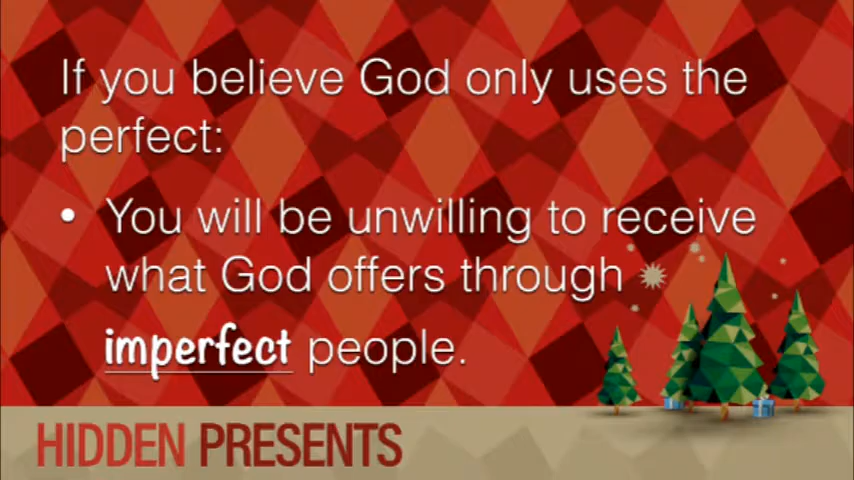 If you believe God only uses the
perfect:
• You will be unwilling to receive
what God offers through
imperfect people.
HIDDEN PRESENTS